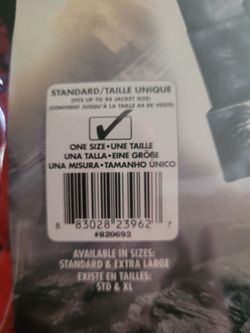 STANDARD/TAILLE UNIQUE
(FITS UP TO 44 JACKET SIZE)
(CONVIENT JUSQU'À LA TAILLE 44 DE VESTE)
ONE SIZE•UNE TAILLE
UNA TALLA•EINE GRÖBE
UNA MISURA•TAMANHO ÚNICO
8 83028 23962 7
#820692
AVAILABLE IN SIZES:
STANDARD & EXTRA LARGE
EXISTE EN TAILLES:
STD & XL